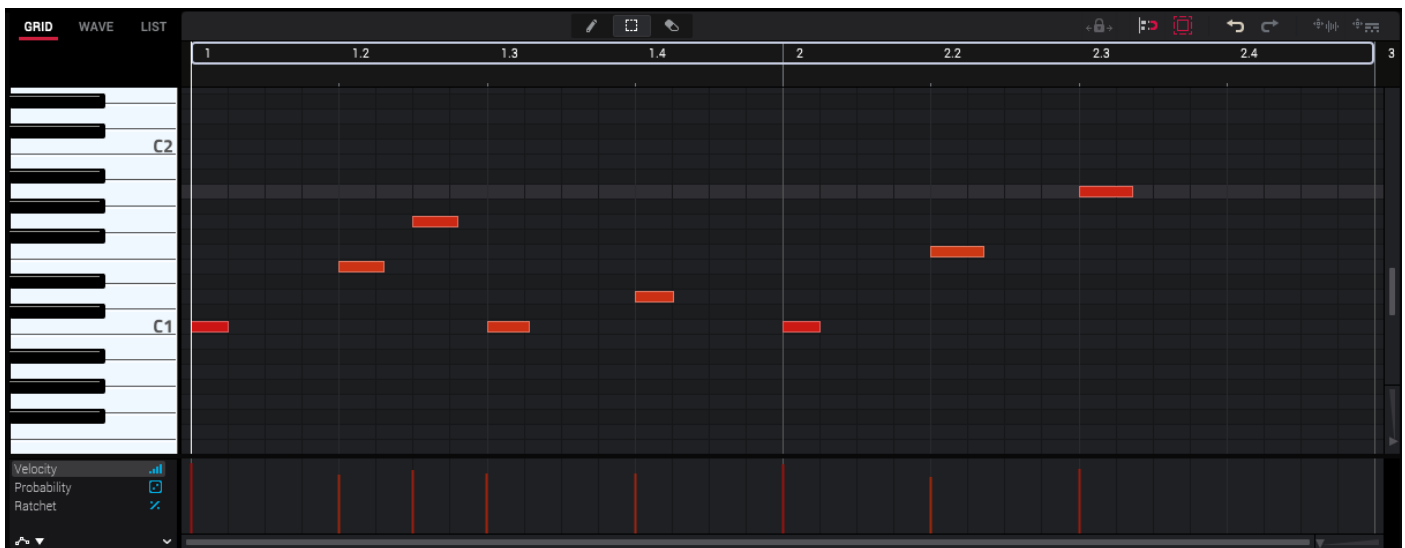 GRID WAVE LIST
1 1.2 1.3 1.4 2 2.2 2.3 2.4 3
C2
C1
Velocity
Probability
Ratchet